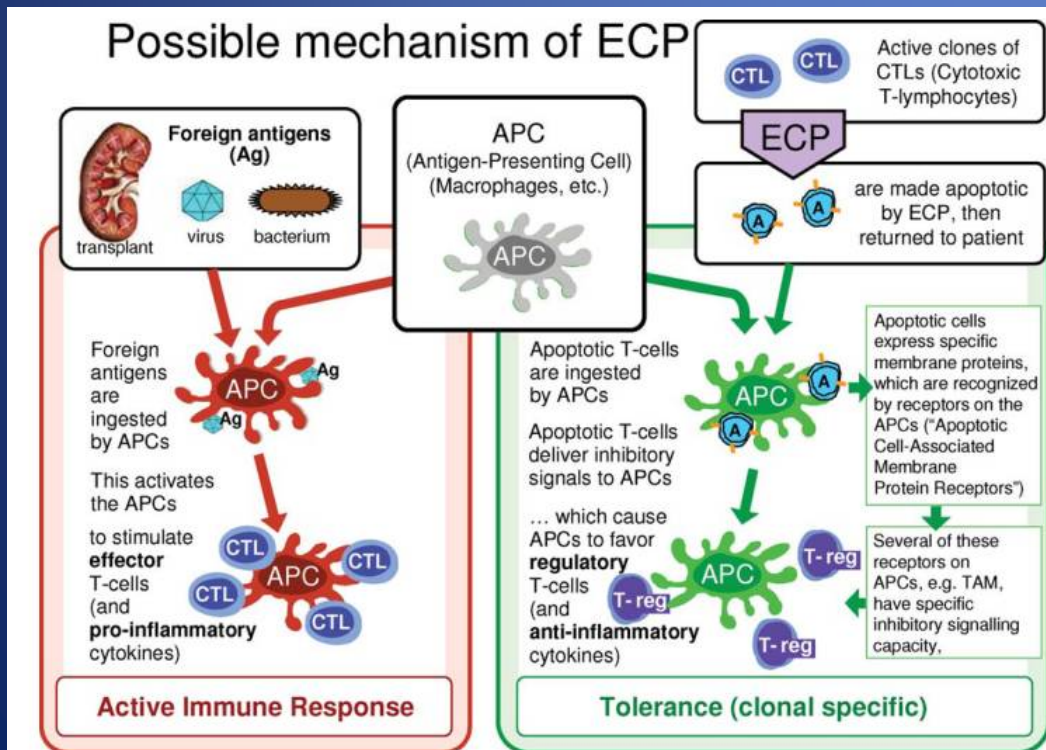 Possible mechanism of ECP
CTL
CTL
Active clones of
CTLs (Cytotoxic
T-lymphocytes)
ECP
A
A
are made apoptotic
by ECP, then
returned to patient
Foreign antigens
(Ag)
transplant
virus
bacterium
APC
(Antigen-Presenting Cell)
(Macrophages, etc.)
APC
Foreign
antigens
are
ingested
by APCs
APC
Ag
Ag
This activates
the APCs
to stimulate
effector
T-cells
(and
pro-inflammatory
cytokines)
CTL
CTL
CTL
CTL
APC
Active Immune Response
Apoptotic T-cells
are ingested
by APCs
Apoptotic T-cells
deliver inhibitory
signals to APCs
APC
A
A
... which cause
APCs to favor
regulatory
T-cells
(and
anti-inflammatory
cytokines)
APC
T-reg
T-reg
T-reg
Apoptotic cells
express specific
membrane proteins,
which are recognized
by receptors on the
APCs (“Apoptotic
Cell-Associated
Membrane
Protein Receptors”)
Several of these
receptors on
APCs, e.g. TAM,
have specific
inhibitory signalling
capacity,
Tolerance (clonal specific)